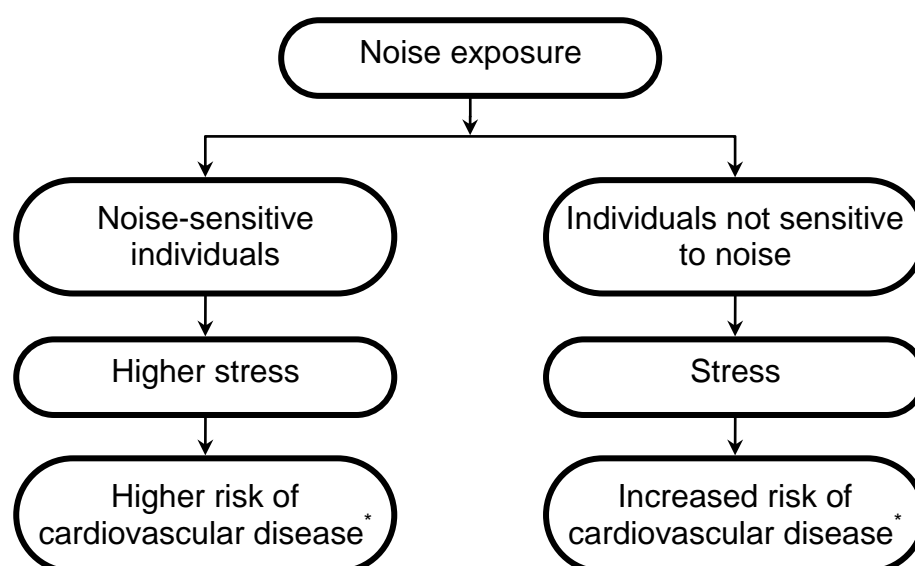 Noise exposure
Noise-sensitive
individuals
Individuals not sensitive
to noise
Higher stress
Stress
Higher risk of
cardiovascular disease*
Increased risk of
cardiovascular disease*